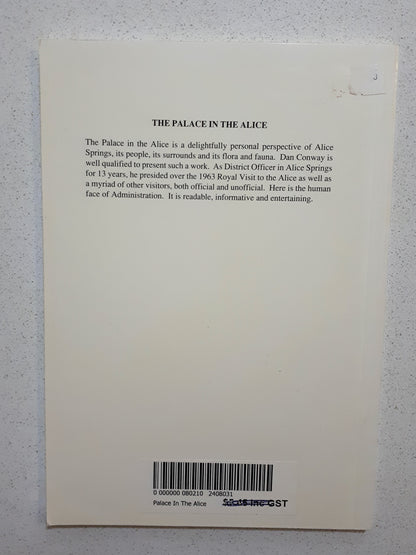 THE PALACE IN THE ALICE
The Palace in the Alice is a delightfully personal perspective of Alice
Springs, its people, its surrounds and its flora and fauna. Dan Conway is
well qualified to present such a work. As District Officer in Alice Springs
for 13 years, he presided over the 1963 Royal Visit to the Alice as well as
a myriad of other visitors, both official and unofficial. Here is the human
face of Administration. It is readable, informative and entertaining.
0 000000 080210 2408031
Palace In The Alice GST